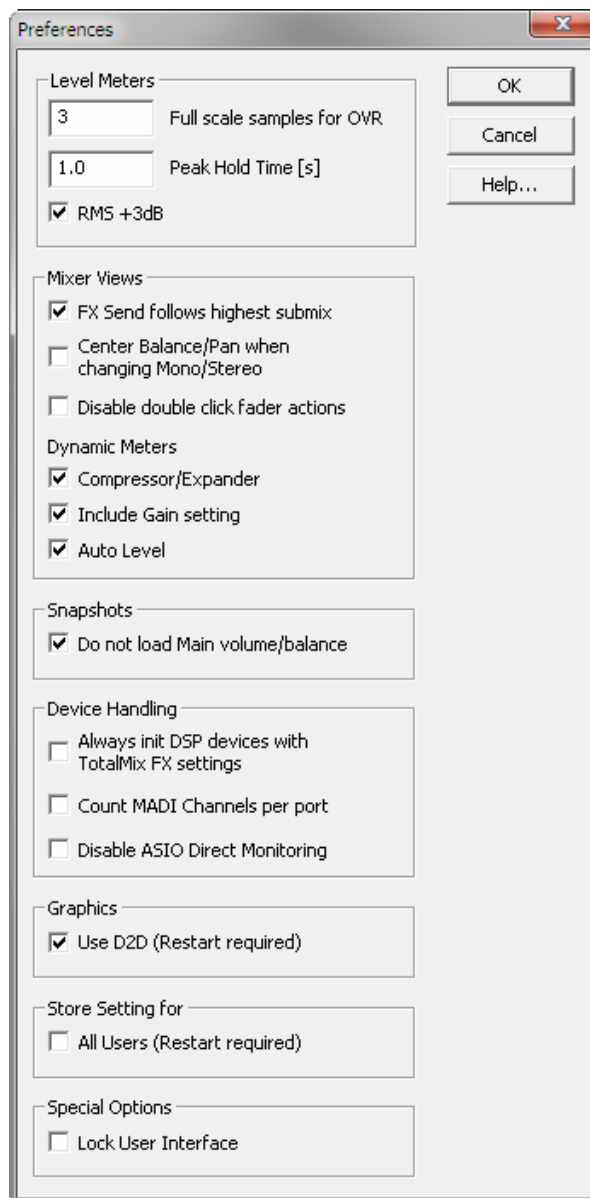 Preferences
Level Meters
3 Full scale samples for OVR
1.0 Peak Hold Time [s]
RMS +3dB
OK
Cancel
Help...
Mixer Views
FX Send follows highest submix
Center Balance/Pan when
changing Mono/Stereo
Disable double click fader actions
Dynamic Meters
Compressor/Expander
Include Gain setting
Auto Level
Snapshots
Do not load Main volume/balance
Device Handling
Always init DSP devices with
TotalMix FX settings
Count MADI Channels per port
Disable ASIO Direct Monitoring
Graphics
Use D2D (Restart required)
Store Setting for
All Users (Restart required)
Special Options
Lock User Interface